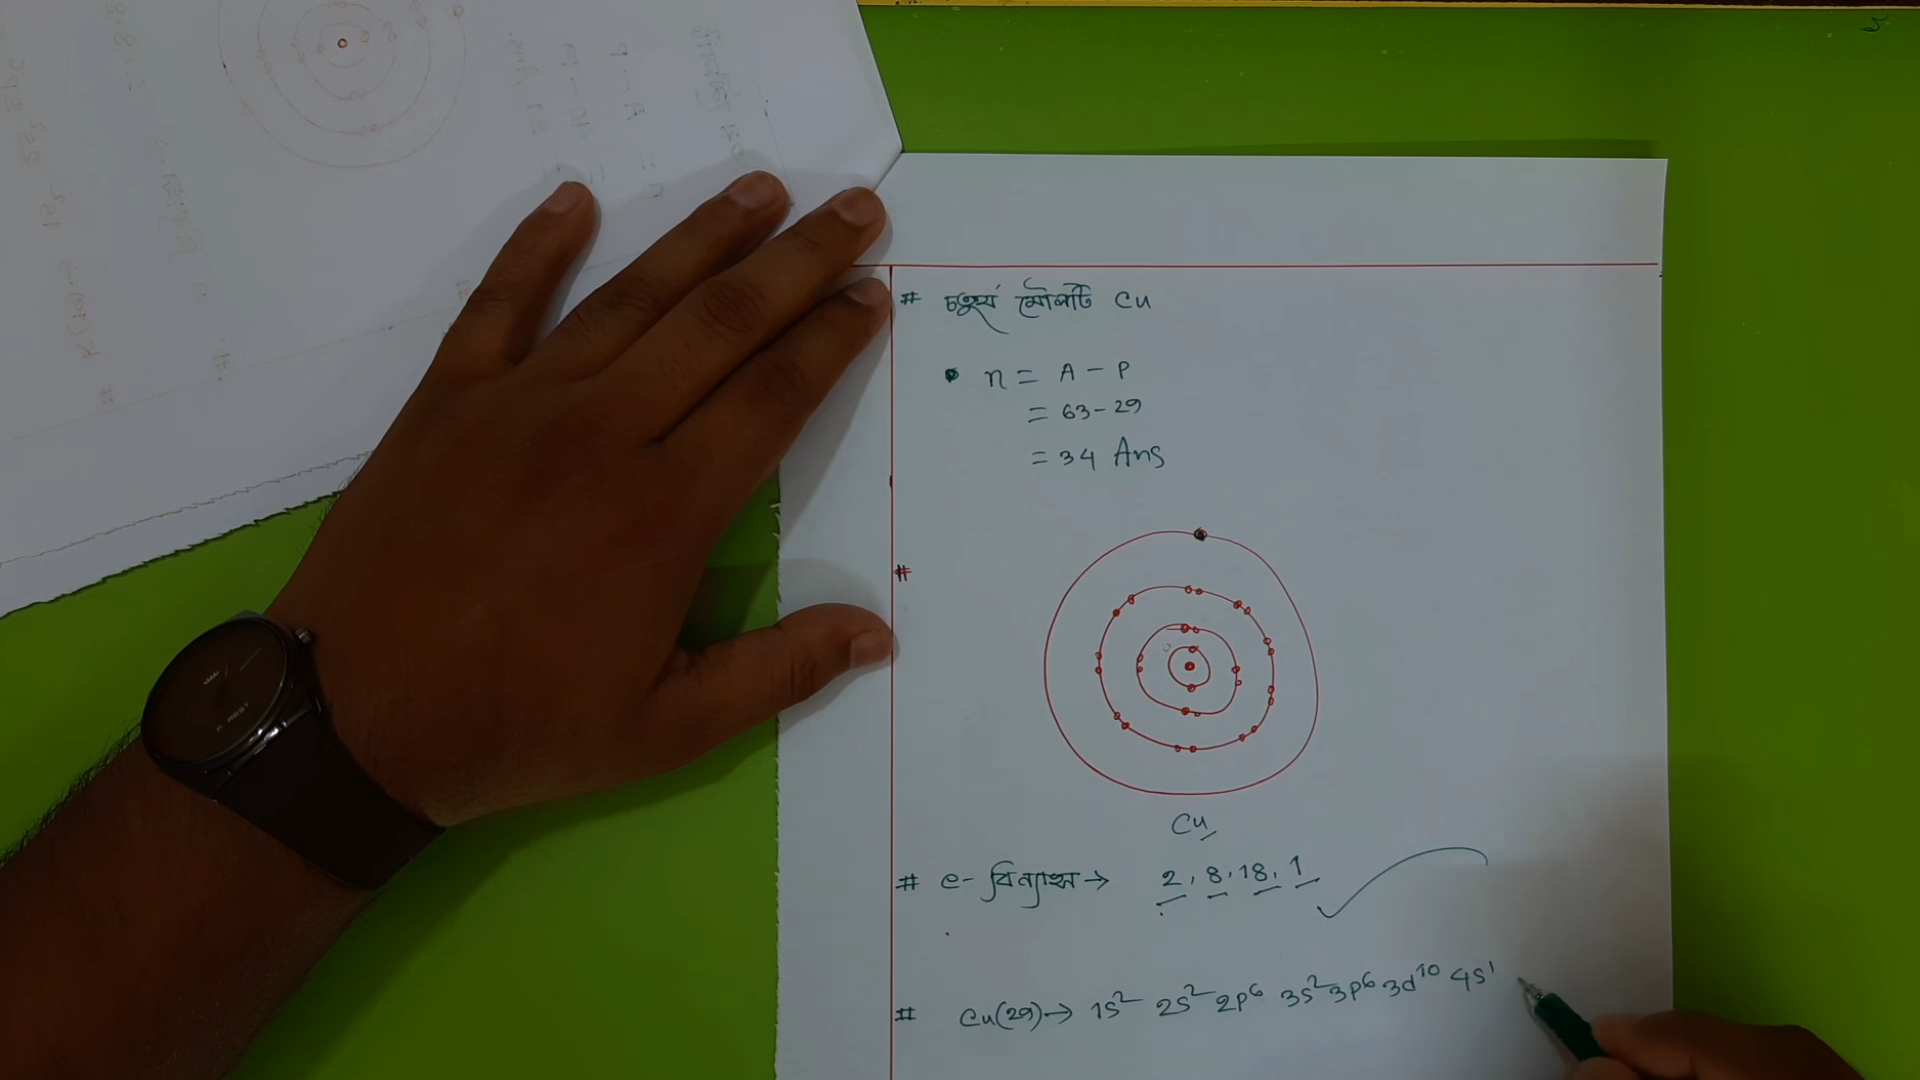 # চতুর্থ মৌলটি Cu
• n = A - P
= 63 - 29
= 34 Ans
#
Cu
# e- বিন্যাস → 2, 8, 18, 1
# Cu(29) → 1s² 2s² 2p⁶ 3s² 3p⁶ 3d¹⁰ 4s¹